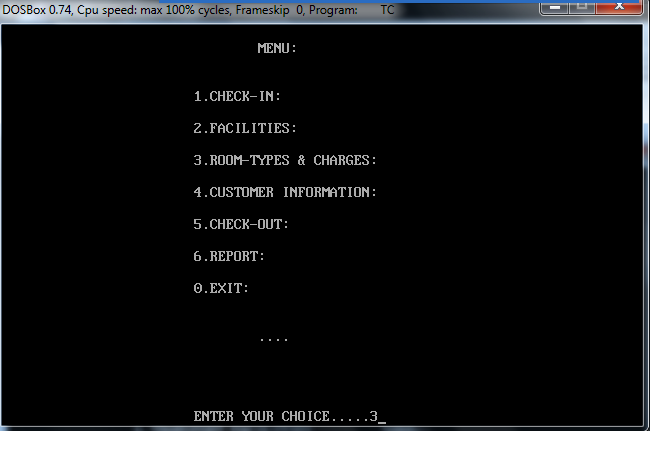 DOSBox 0.74, Cpu speed: max 100% cycles, Frameskip 0, Program: TC
MENU:
1.CHECK-IN:
2.FACILITIES:
3.ROOM-TYPES & CHARGES:
4.CUSTOMER INFORMATION:
5.CHECK-OUT:
6.REPORT:
0.EXIT:
....
ENTER YOUR CHOICE.....3_